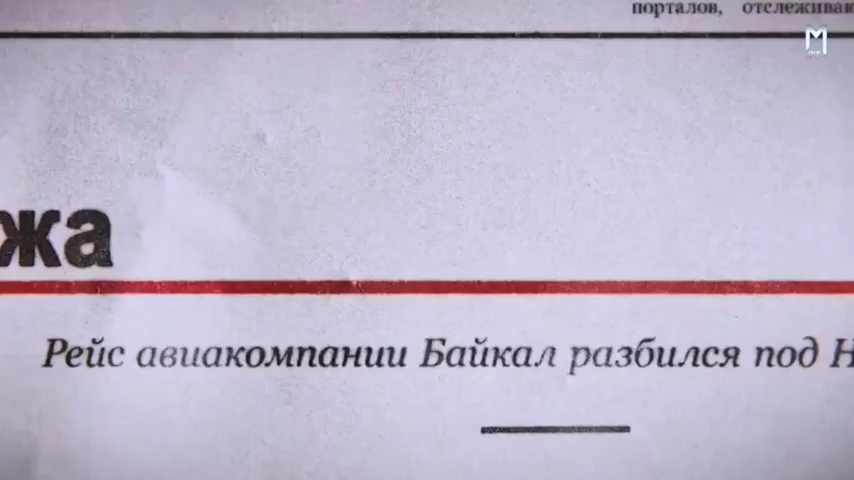 порталов, отслеживаю
M
жа
Рейс авиакомпании Байкал разбился под Н